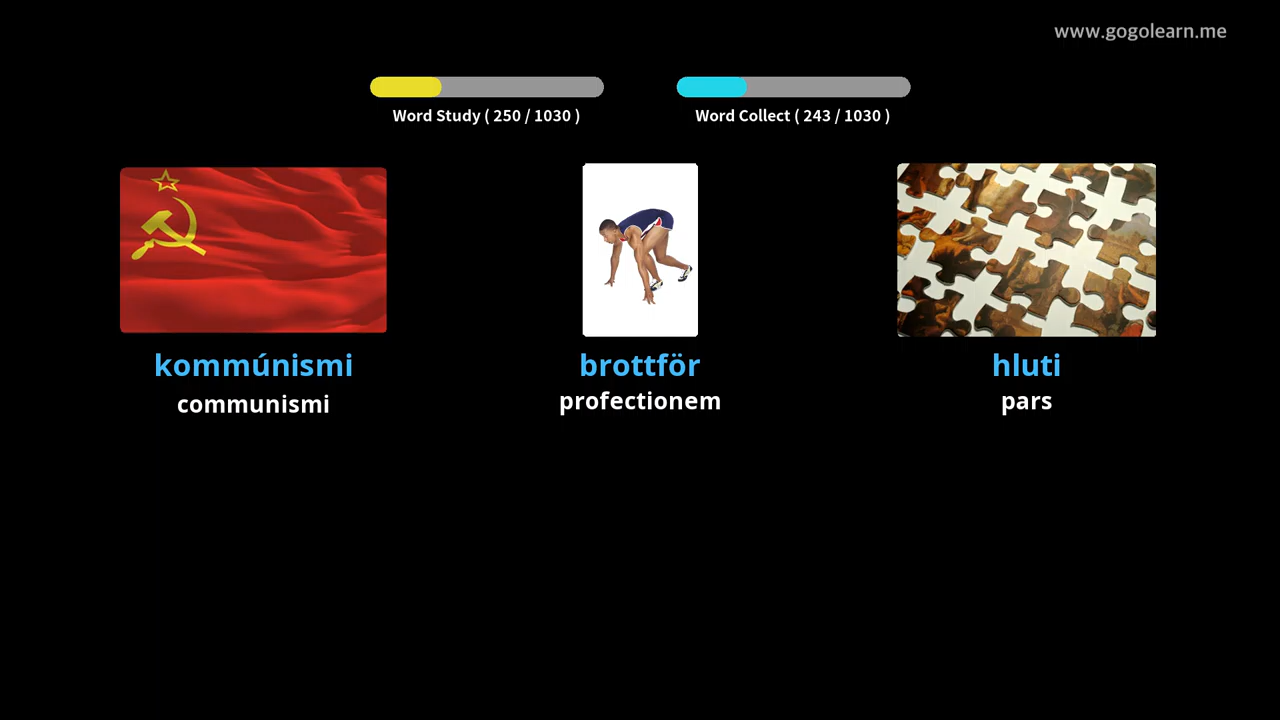 www.gogolearn.me
Word Study ( 250 / 1030 )
Word Collect ( 243 / 1030 )
kommúnismi
communismi
brottför
profectionem
hluti
pars